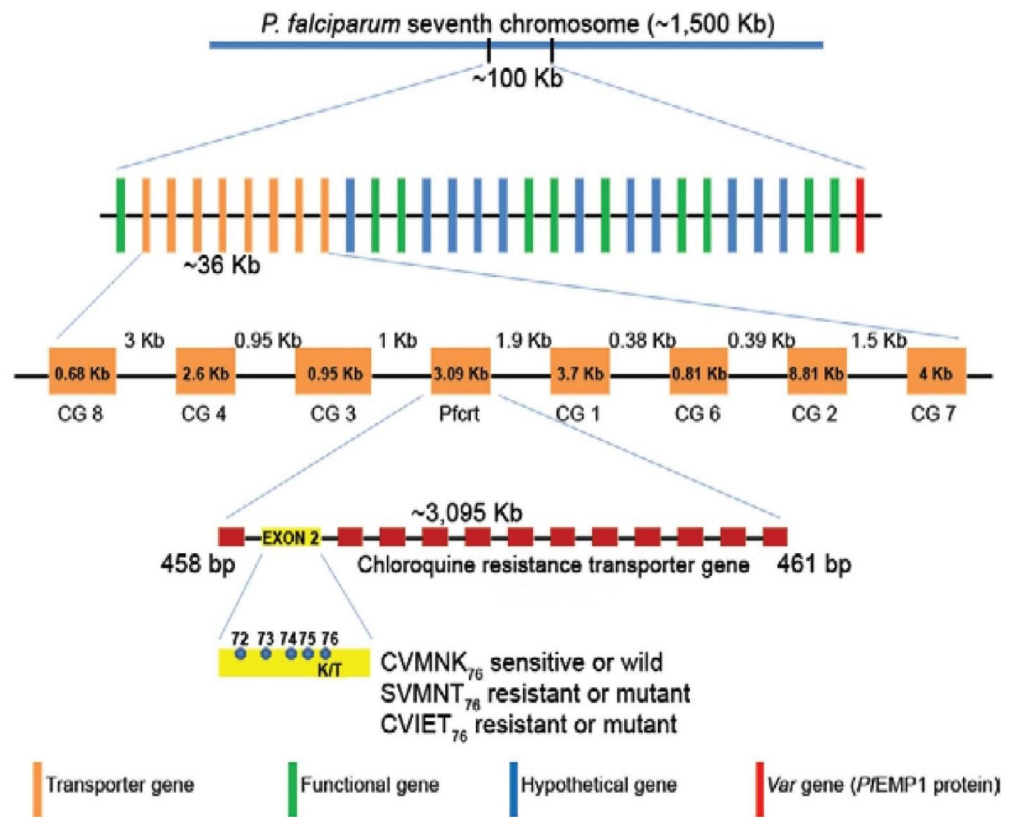 P. falciparum seventh chromosome (~1,500 Kb)
~100 Kb
~36 Kb
3 Kb 0.95 Kb 1 Kb 1.9 Kb 0.38 Kb 0.39 Kb 1.5 Kb
0.68 Kb 2.6 Kb 0.95 Kb 3.09 Kb 3.7 Kb 0.81 Kb 8.81 Kb 4 Kb
CG 8 CG 4 CG 3 Pfcrt CG 1 CG 6 CG 2 CG 7
~3,095 Kb
EXON 2
458 bp Chloroquine resistance transporter gene 461 bp
72 73 74 75 76
K/T
CVMNK76 sensitive or wild
SVMNT76 resistant or mutant
CVIET76 resistant or mutant
Transporter gene Functional gene Hypothetical gene Var gene (PfEMP1 protein)